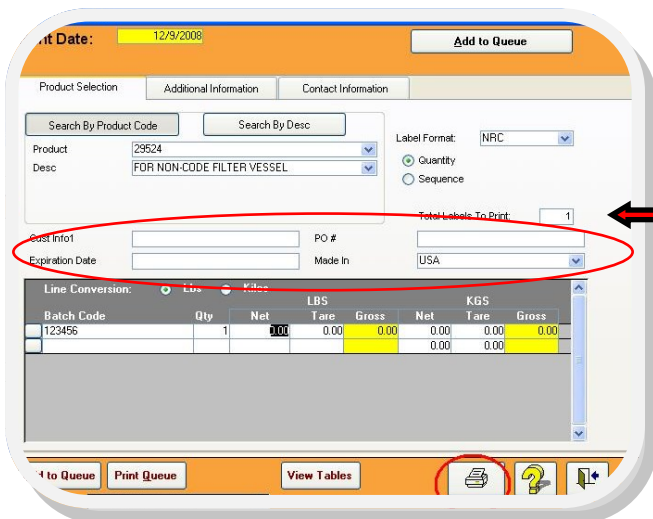 nt Date: 12/9/2008 Add to Queue
Product Selection Additional Information Contact Information
Search By Product Code Search By Desc
Label Format: NRC
Product 29524
Quantity
Desc FOR NON-CODE FILTER VESSEL
Sequence
Total Labels To Print: 1
Cust Info1 PO #
Expiration Date Made In USA
Line Conversion: Lbs Kilos
LBS KGS
Batch Code Qty Net Tare Gross Net Tare Gross
123456 1 0.00 0.00 0.00 0.00 0.00 0.00
0.00 0.00
d to Queue Print Queue View Tables